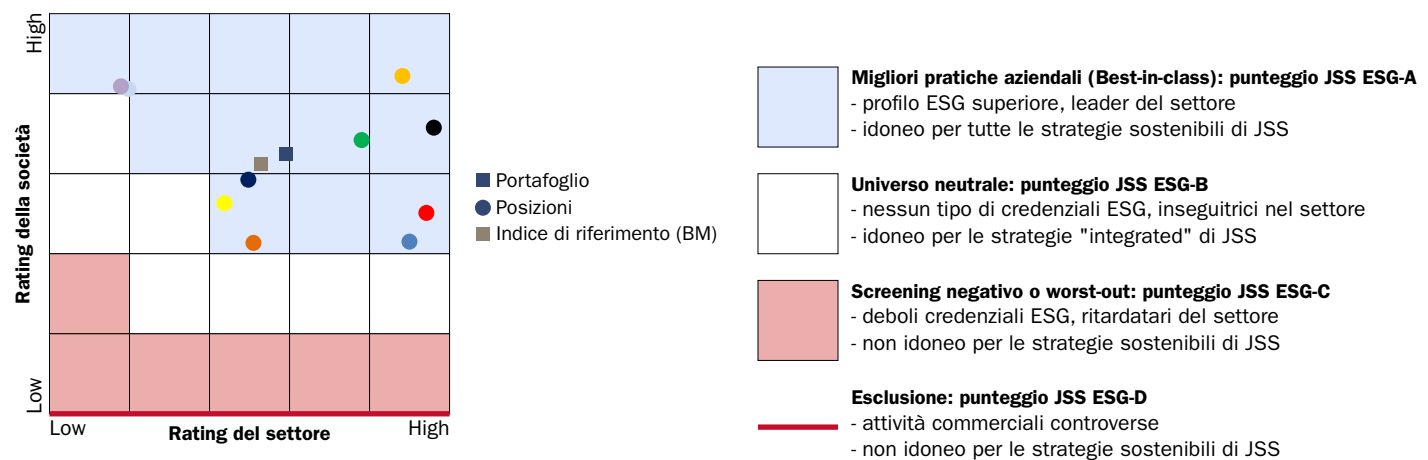 High
Rating della società
Low
Low
Rating del settore
High
Portafoglio
Posizioni
Indice di riferimento (BM)
Migliori pratiche aziendali (Best-in-class): punteggio JSS ESG-A
- profilo ESG superiore, leader del settore
- idoneo per tutte le strategie sostenibili di JSS
Universo neutrale: punteggio JSS ESG-B
- nessun tipo di credenziali ESG, inseguitrici nel settore
- idoneo per le strategie "integrated" di JSS
Screening negativo o worst-out: punteggio JSS ESG-C
- deboli credenziali ESG, ritardatari del settore
- non idoneo per le strategie sostenibili di JSS
Esclusione: punteggio JSS ESG-D
- attività commerciali controverse
- non idoneo per le strategie sostenibili di JSS